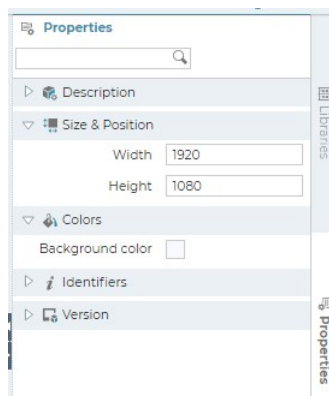 Properties
Description
Size & Position
Width 1920
Height 1080
Colors
Background color
Identifiers
Version
Libraries
Properties